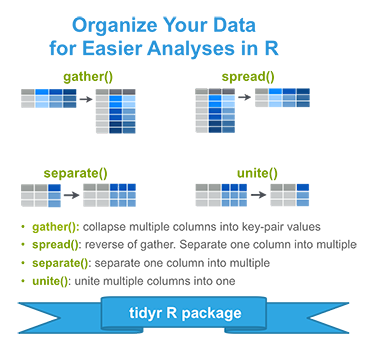 Organize Your Data
for Easier Analyses in R
gather() spread()
separate() unite()
• gather(): collapse multiple columns into key-pair values
• spread(): reverse of gather. Separate one column into multiple
• separate(): separate one column into multiple
• unite(): unite multiple columns into one
tidyr R package